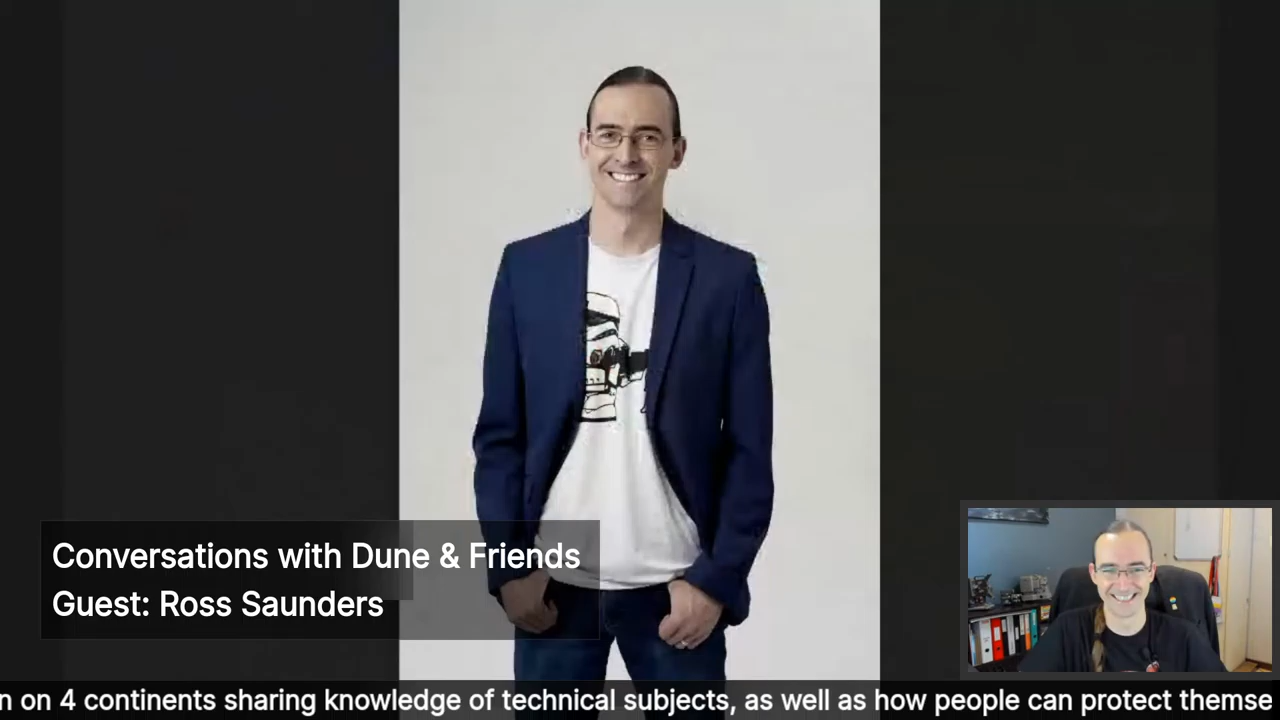 Conversations with Dune & Friends
Guest: Ross Saunders
n on 4 continents sharing knowledge of technical subjects, as well as how people can protect themse